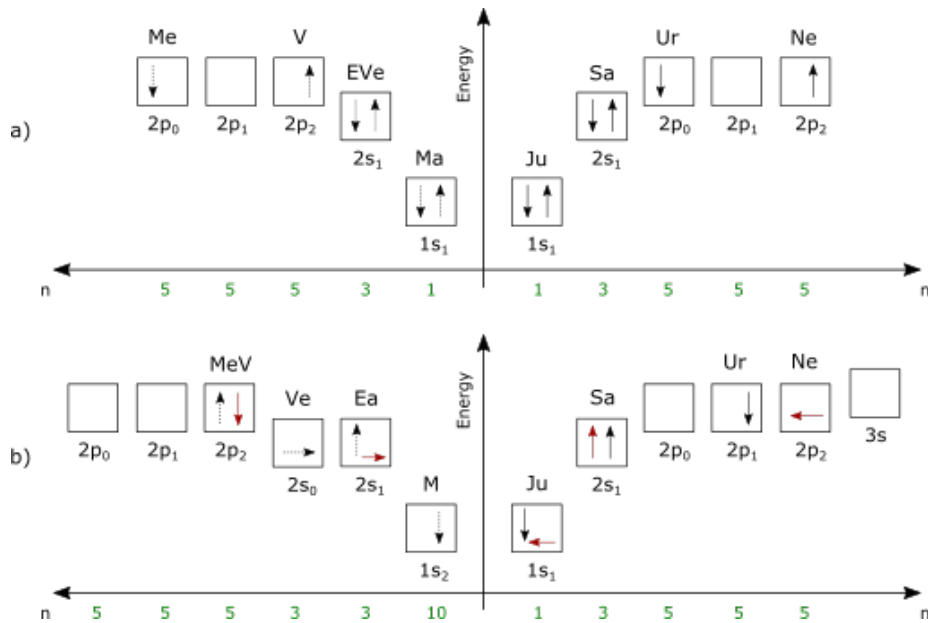 Me V Ur Ne
EVe Energy Sa
2p₀ 2p₁ 2p₂ 2p₀ 2p₁ 2p₂
a)
2s₁ 2s₁
Ma Ju
1s₁ 1s₁
n 5 5 5 3 1 1 3 5 5 5 n
MeV Ur Ne
Ve Ea Energy Sa
2p₀ 2p₁ 2p₂ 2p₀ 2p₁ 2p₂ 3s
b)
2s₀ 2s₁ 2s₁
M Ju
1s₂ 1s₁
n 5 5 5 3 3 10 1 3 5 5 5 n